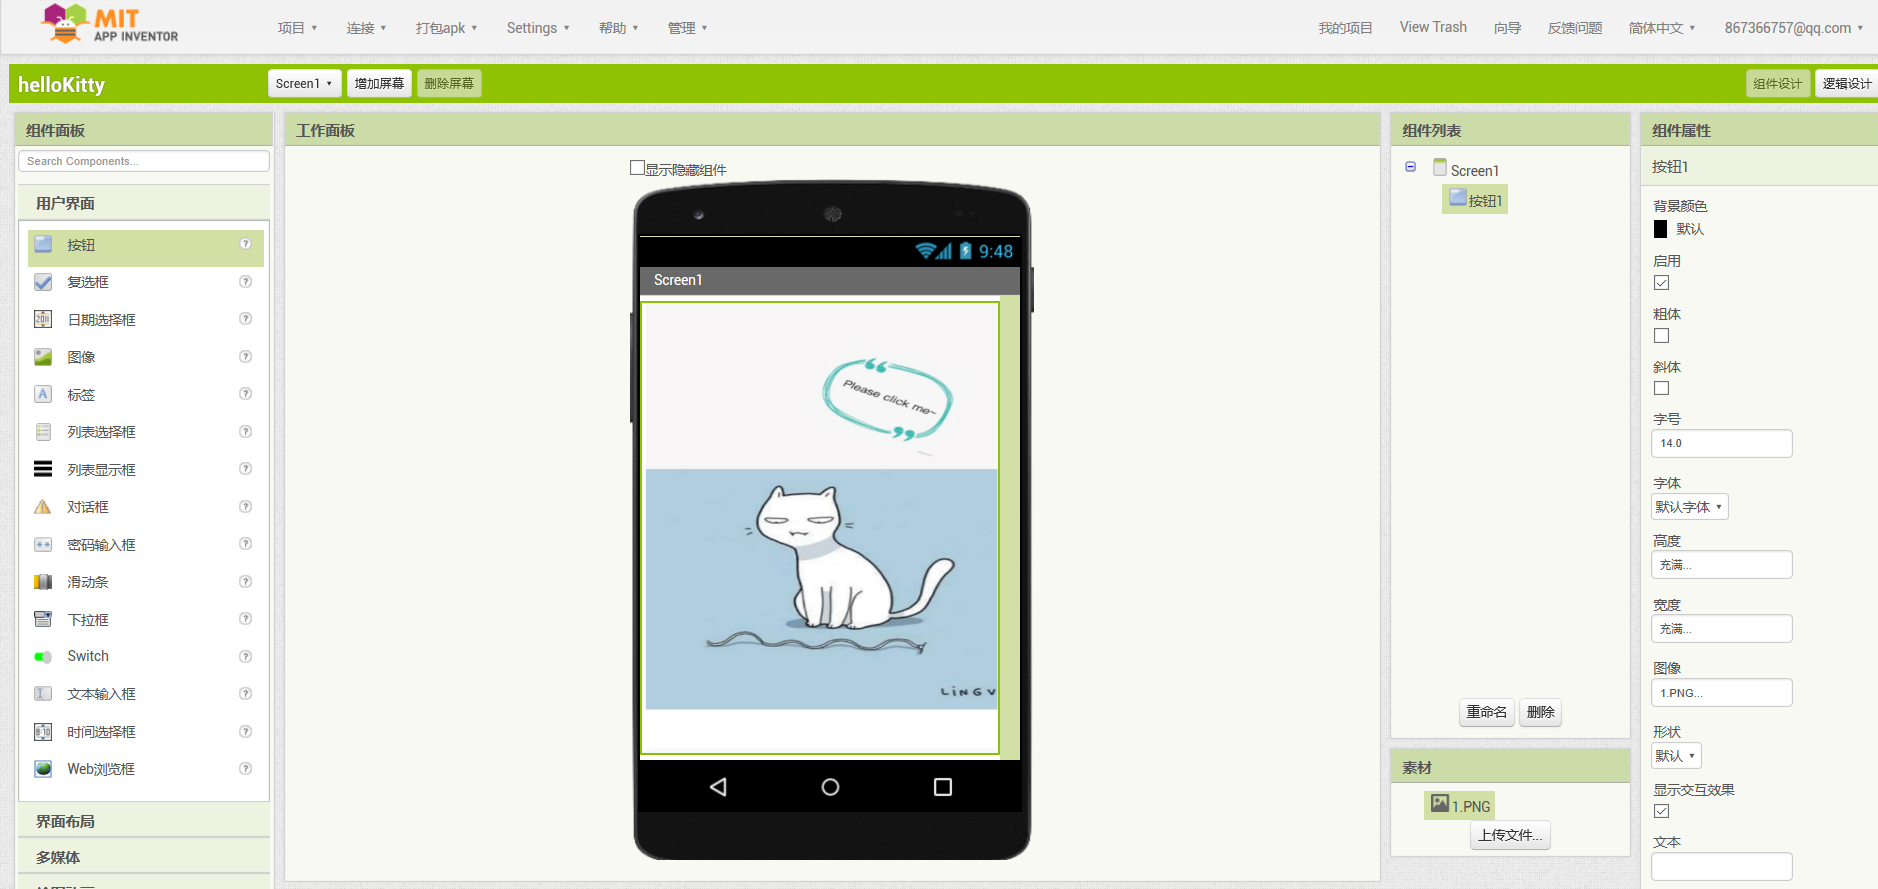 MIT
APP INVENTOR
项目 连接 打包apk Settings 帮助 管理 我的项目 View Trash 向导 反馈问题 简体中文 867366757@qq.com
helloKitty Screen1 增加屏幕 删除屏幕 组件设计 逻辑设计
组件面板
Search Components...
用户界面
按钮
复选框
日期选择框
图像
标签
列表选择框
列表显示框
对话框
密码输入框
滑动条
下拉框
Switch
文本输入框
时间选择框
Web浏览框
界面布局
多媒体
工作面板
显示隐藏组件
9:48
Screen1
Please click me~
LINGV
组件列表
Screen1
按钮1
重命名 删除
素材
1.PNG
上传文件...
组件属性
按钮1
背景颜色
默认
启用
粗体
斜体
字号
14.0
字体
默认字体
高度
充满...
宽度
充满...
图像
1.PNG...
形状
默认
显示交互效果
文本